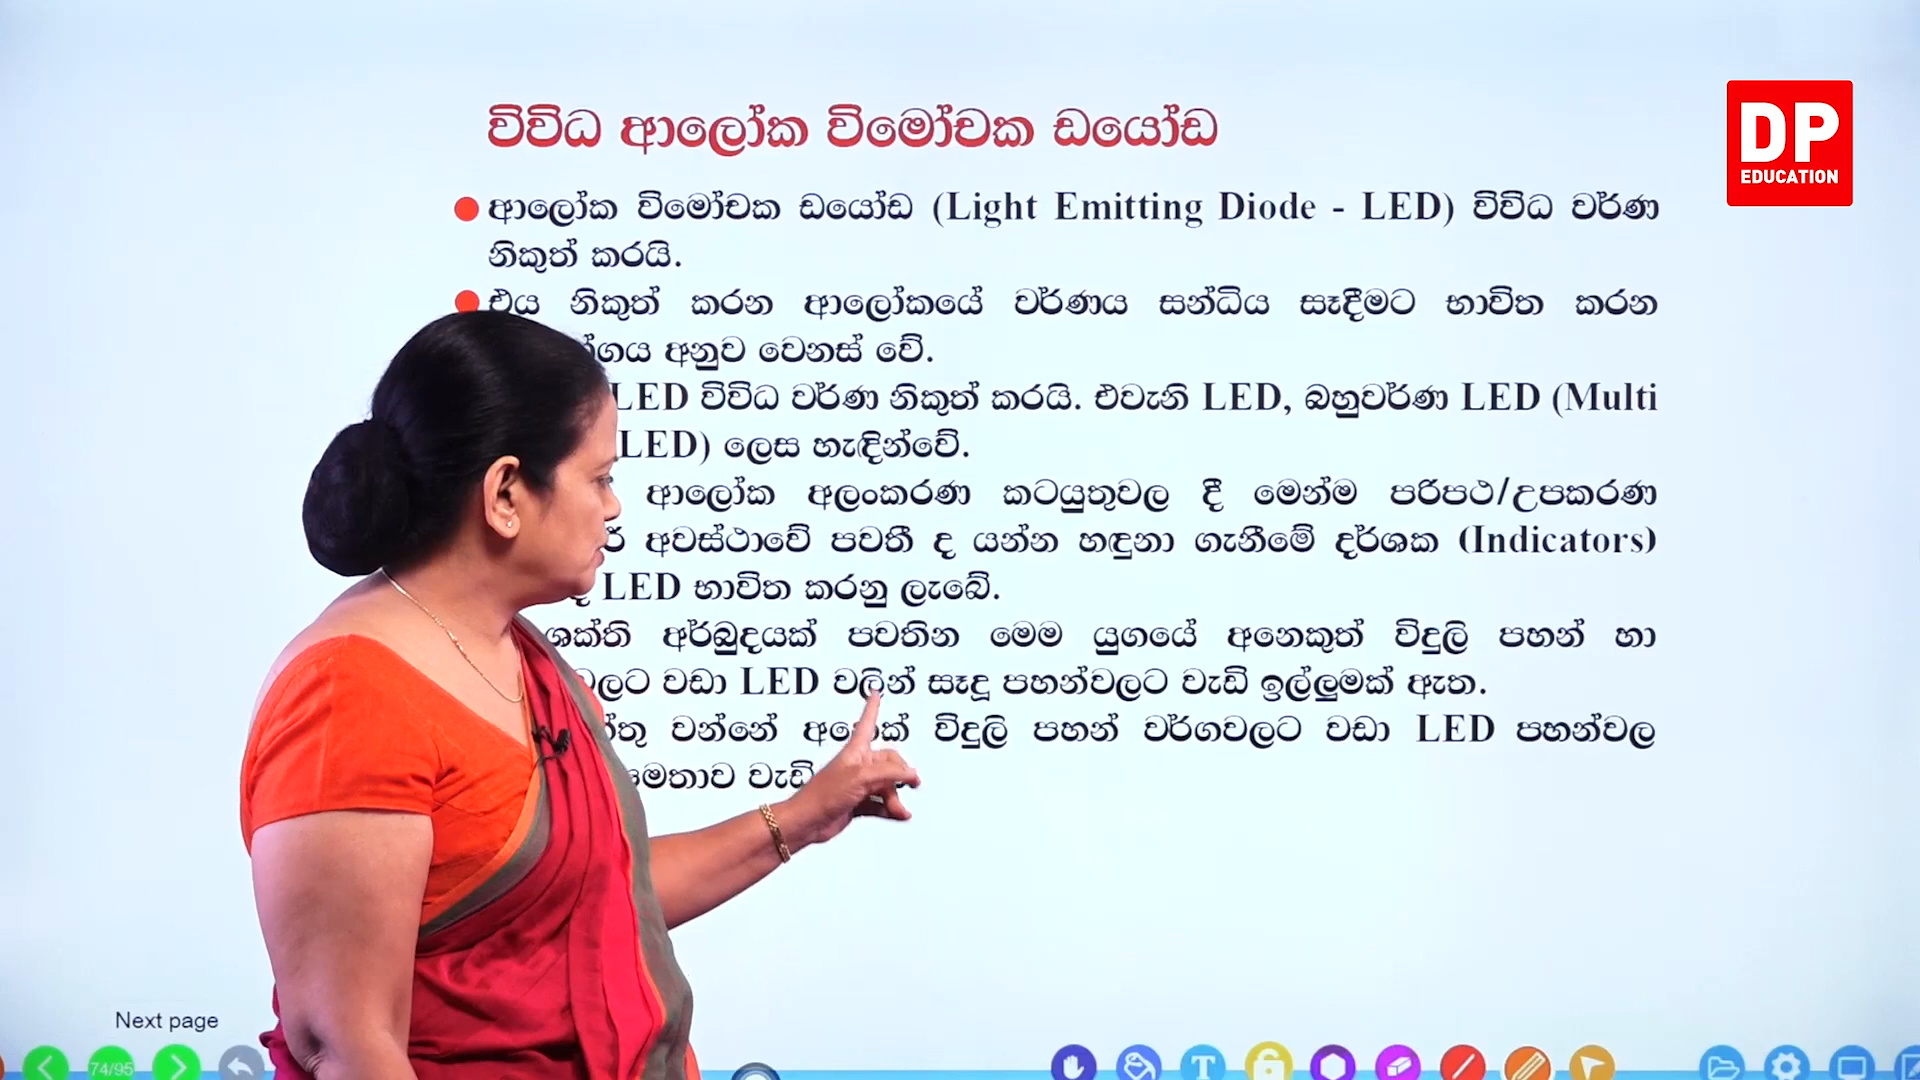 විවිධ ආලෝක විමෝචක ඩයෝඩ
DP
EDUCATION
ආලෝක විමෝචක ඩයෝඩ (Light Emitting Diode - LED) විවිධ වර්ණ
නිකුත් කරයි.
එය නිකුත් කරන ආලෝකයේ වර්ණය සන්ධිය සෑදීමට භාවිත කරන
අනුව වෙනස් වේ.
LED විවිධ වර්ණ නිකුත් කරයි. එවැනි LED, බහුවර්ණ LED (Multi
LED) ලෙස හැඳින්වේ.
ආලෝක අලංකරණ කටයුතුවල දී මෙන්ම පරිපථ/උපකරණ
අවස්ථාවේ පවතී ද යන්න හඳුනා ගැනීමේ දර්ශක (Indicators)
LED භාවිත කරනු ලැබේ.
ශක්ති අර්බුදයක් පවතින මෙම යුගයේ අනෙකුත් විදුලි පහන් හා
වලට වඩා LED වලින් සෑදූ පහන්වලට වැඩි ඉල්ලුමක් ඇත.
වන්නේ අනෙක් විදුලි පහන් වර්ගවලට වඩා LED පහන්වල
වැඩි
Next page
74/95